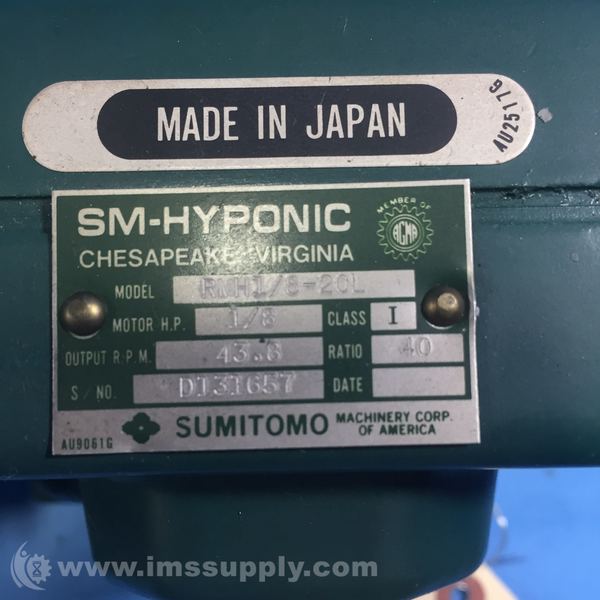 MADE IN JAPAN
AU2517G
SM-HYPONIC
MEMBER OF
AGMA
CHESAPEAKE, VIRGINIA
MODEL RMH1/8-20L
MOTOR H.P. 1/8 CLASS I
OUTPUT R.P.M. 43.8 RATIO 40
S/NO. D131657 DATE
AU9061G SUMITOMO MACHINERY CORP. OF AMERICA
www.imssupply.com